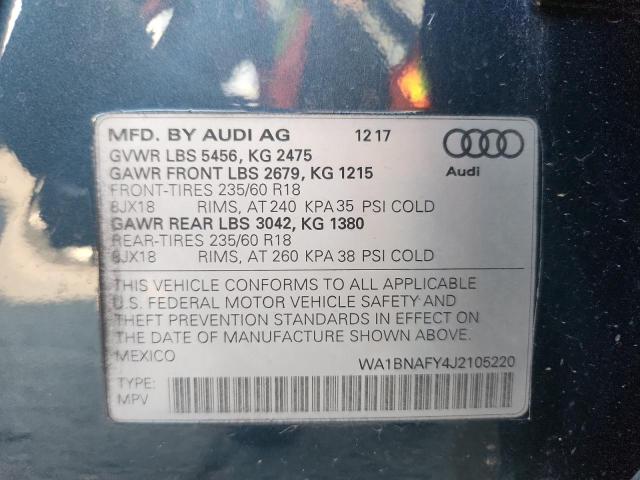 MFD. BY AUDI AG 12 17
GVWR LBS 5456, KG 2475
GAWR FRONT LBS 2679, KG 1215
FRONT-TIRES 235/60 R18
8JX18 RIMS, AT 240 KPA 35 PSI COLD
GAWR REAR LBS 3042, KG 1380
REAR-TIRES 235/60 R18
8JX18 RIMS, AT 260 KPA 38 PSI COLD
Audi
THIS VEHICLE CONFORMS TO ALL APPLICABLE
U.S. FEDERAL MOTOR VEHICLE SAFETY AND
THEFT PREVENTION STANDARDS IN EFFECT ON
THE DATE OF MANUFACTURE SHOWN ABOVE.
MEXICO
WA1BNAFY4J2105220
TYPE:
MPV